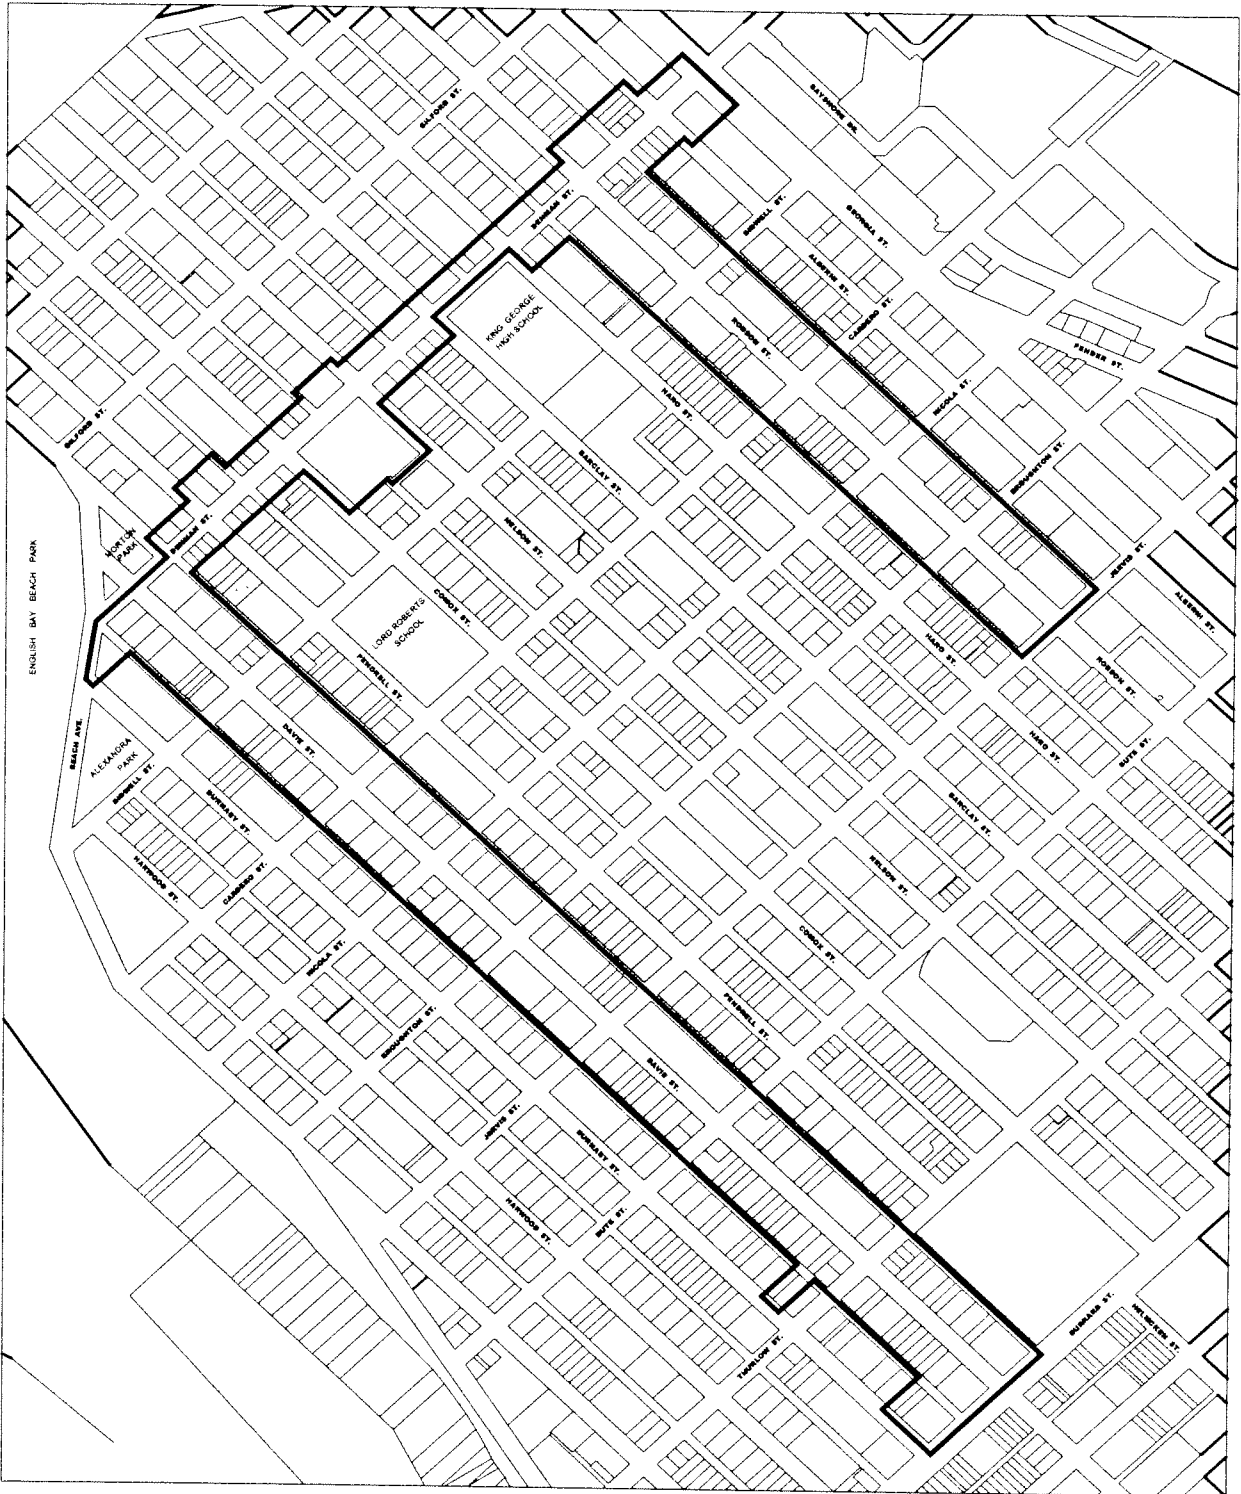 GILFORD ST.
BAYSHORE DR.
DENMAN ST.
BIDWELL ST.
GEORGIA ST.
ALBERNI ST.
CARDERO ST.
KING GEORGE
HIGH SCHOOL
ROBSON ST.
PENDER ST.
NICOLA ST.
HARO ST.
GILFORD ST.
BROUGHTON ST.
BARCLAY ST.
MORTON
PARK
DENMAN ST.
NELSON ST.
JERVIS ST.
ENGLISH BAY BEACH PARK
COMOX ST.
LORD ROBERTS
SCHOOL
ALBERNI ST.
HARO ST.
PENDRELL ST.
ROBSON ST.
BEACH AVE.
DAVIE ST.
ALEXANDRA
PARK
HARO ST.
BUTE ST.
BIDWELL ST.
BURNABY ST.
BARCLAY ST.
HARWOOD ST.
CARDERO ST.
NELSON ST.
NICOLA ST.
COMOX ST.
BROUGHTON ST.
PENDRELL ST.
DAVIE ST.
JERVIS ST.
BURNABY ST.
HARWOOD ST.
BUTE ST.
BURRARD ST.
HELMCKEN ST.
THURLOW ST.